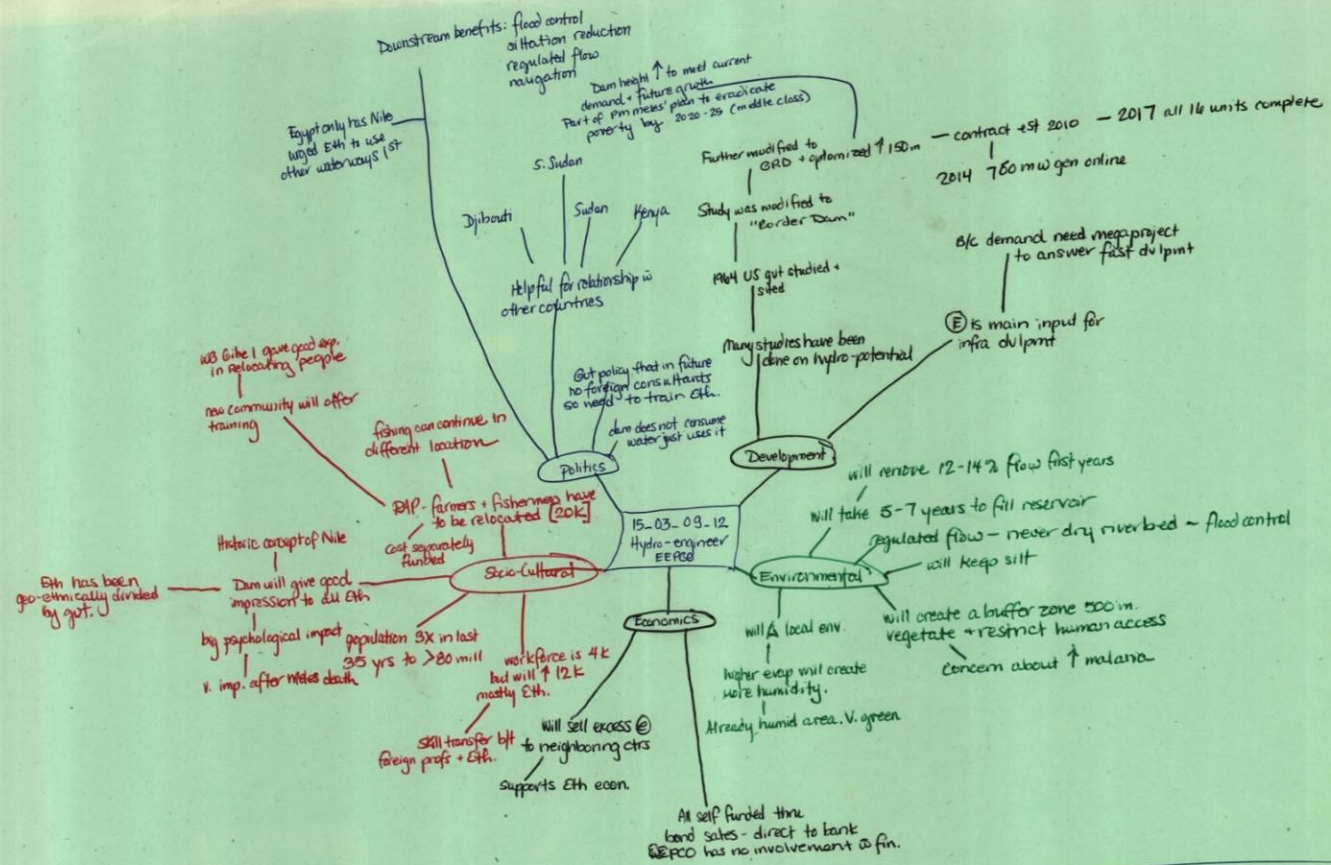 Downstream benefits: flood control
siltation reduction
regulated flow
navigation
Egypt only has Nile
urged Eth to use
other waterways 1st
Dam height ↑ to meet current
demand + future growth
Part of PM meles' plan to eradicate
poverty by 2020-25 (middle class)
S. Sudan
Djibouti
Sudan
Kenya
Helpful for relationship w̄
other countries
Gvt policy that in future
no foreign consultants
so need to train Eth.
dam does not consume
water just uses it
Politics
Further modified to
GRD + optomized ↑ 150 m
— contract est 2010 — 2017 all 16 units complete
2014 750 mw gen online
Study was modified to
"Border Dam"
1964 US gvt studied +
sited
Many studies have been
done on hydro-potential
B/c demand need megaproject
to answer fast dvlpmt
Ⓔ is main input for
infra dvlpmt
Development
WB Gibe I gave good exp.
in relocating people
new community will offer
training
fishing can continue in
different location
RAP - farmers + fishermen have
to be relocated [20K]
cost separately
funded
Historic concept of Nile
Eth has been
geo-ethnically divided
by gvt.
Dam will give good
impression to all Eth
big psychological impact
v. imp. after meles death
population 3x in last
35 yrs to >80 mill
workforce is 4K
but will ↑ 12K
mostly Eth.
Skill transfer b/t
foreign profs + Eth.
Socio-Cultural
15-03-09-12
Hydro-engineer
EEPCO
Economics
will sell excess ⓔ
to neighboring ctrs
supports Eth econ.
All self funded thru
bond sales - direct to bank
EEPCO has no involvement w̄ fin.
will remove 12-14% flow first years
will take 5-7 years to fill reservoir
regulated flow - never dry riverbed - flood control
will keep silt
Environmental
will Δ local env.
higher evap will create
more humidity.
Already humid area. V. green
will create a buffer zone 500 m.
vegetate + restrict human access
concern about ↑ malaria